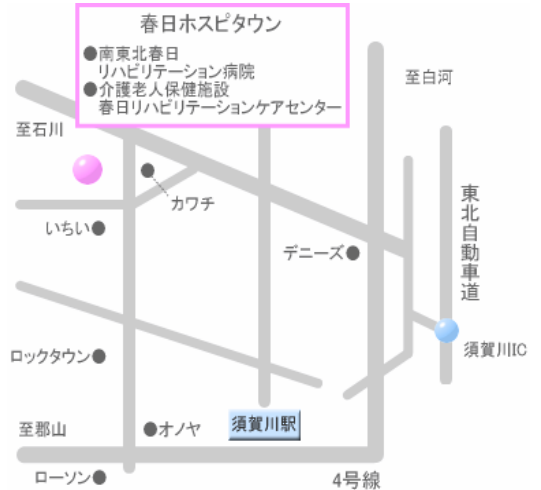 春日ホスピタウン
●南東北春日
リハビリテーション病院
●介護老人保健施設
春日リハビリテーションケアセンター
至白河
至石川
カワチ
東北自動車道
いちい
デニーズ
須賀川IC
ロックタウン
須賀川駅
至郡山
オノヤ
ローソン
4号線